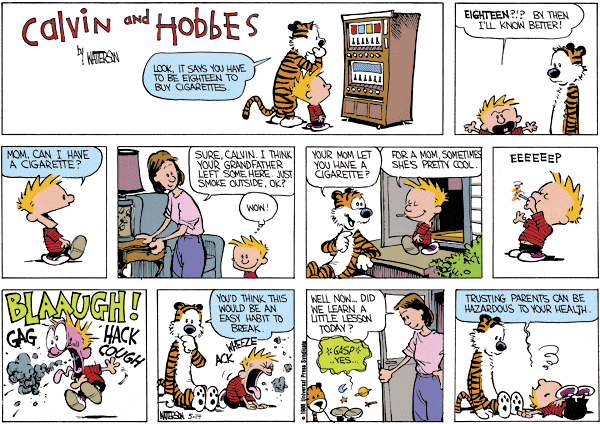 Calvin and HobbEs
by WATTERSON
LOOK, IT SAYS YOU HAVE
TO BE EIGHTEEN TO
BUY CIGARETTES.
EIGHTEEN?!? BY THEN
I'LL KNOW BETTER!
MOM, CAN I HAVE
A CIGARETTE?
SURE, CALVIN. I THINK
YOUR GRANDFATHER
LEFT SOME HERE. JUST
SMOKE OUTSIDE, OK?
WOW!
YOUR MOM LET
YOU HAVE A
CIGARETTE?
FOR A MOM, SOMETIMES
SHE'S PRETTY COOL.
EEEEEEP
BLAAUGH!
GAG
HACK
COUGH
YOU'D THINK THIS
WOULD BE AN
EASY HABIT TO
BREAK.
WHEEZE
ACK
WATTERSON 5-14
WELL NOW... DID
WE LEARN A
LITTLE LESSON
TODAY?
*GASP*
..YES...
© 1986 Universal Press Syndicate
TRUSTING PARENTS CAN BE
HAZARDOUS TO YOUR HEALTH.